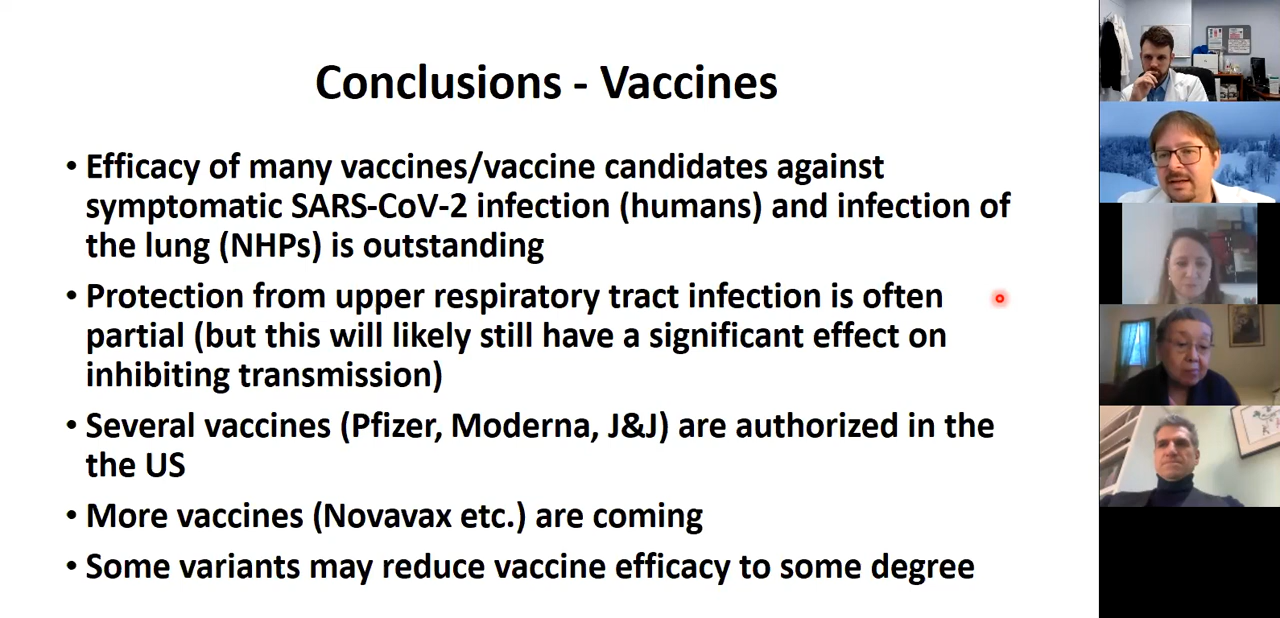 Conclusions - Vaccines
• Efficacy of many vaccines/vaccine candidates against
symptomatic SARS-CoV-2 infection (humans) and infection of
the lung (NHPs) is outstanding
• Protection from upper respiratory tract infection is often
partial (but this will likely still have a significant effect on
inhibiting transmission)
• Several vaccines (Pfizer, Moderna, J&J) are authorized in the
the US
• More vaccines (Novavax etc.) are coming
• Some variants may reduce vaccine efficacy to some degree